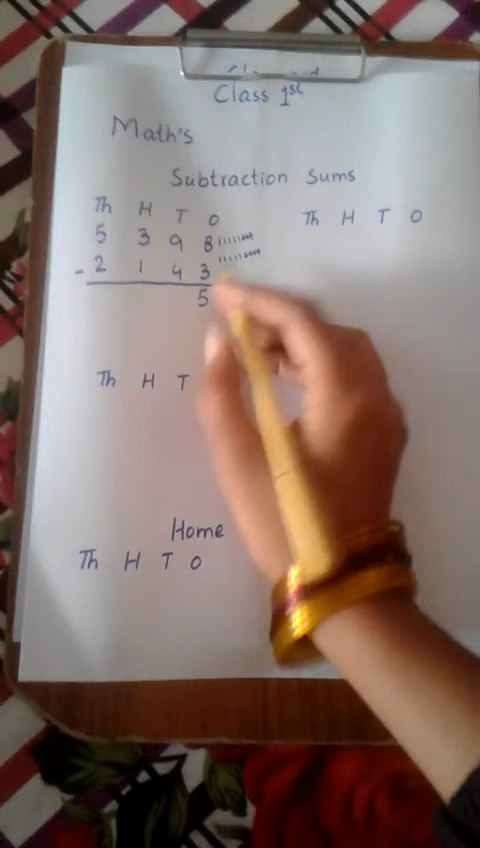 Class 1st
Math's
Subtraction Sums
Th H T O
5 3 9 8
- 2 1 4 3
5
Th H T O
Th H T
Home
Th H T O